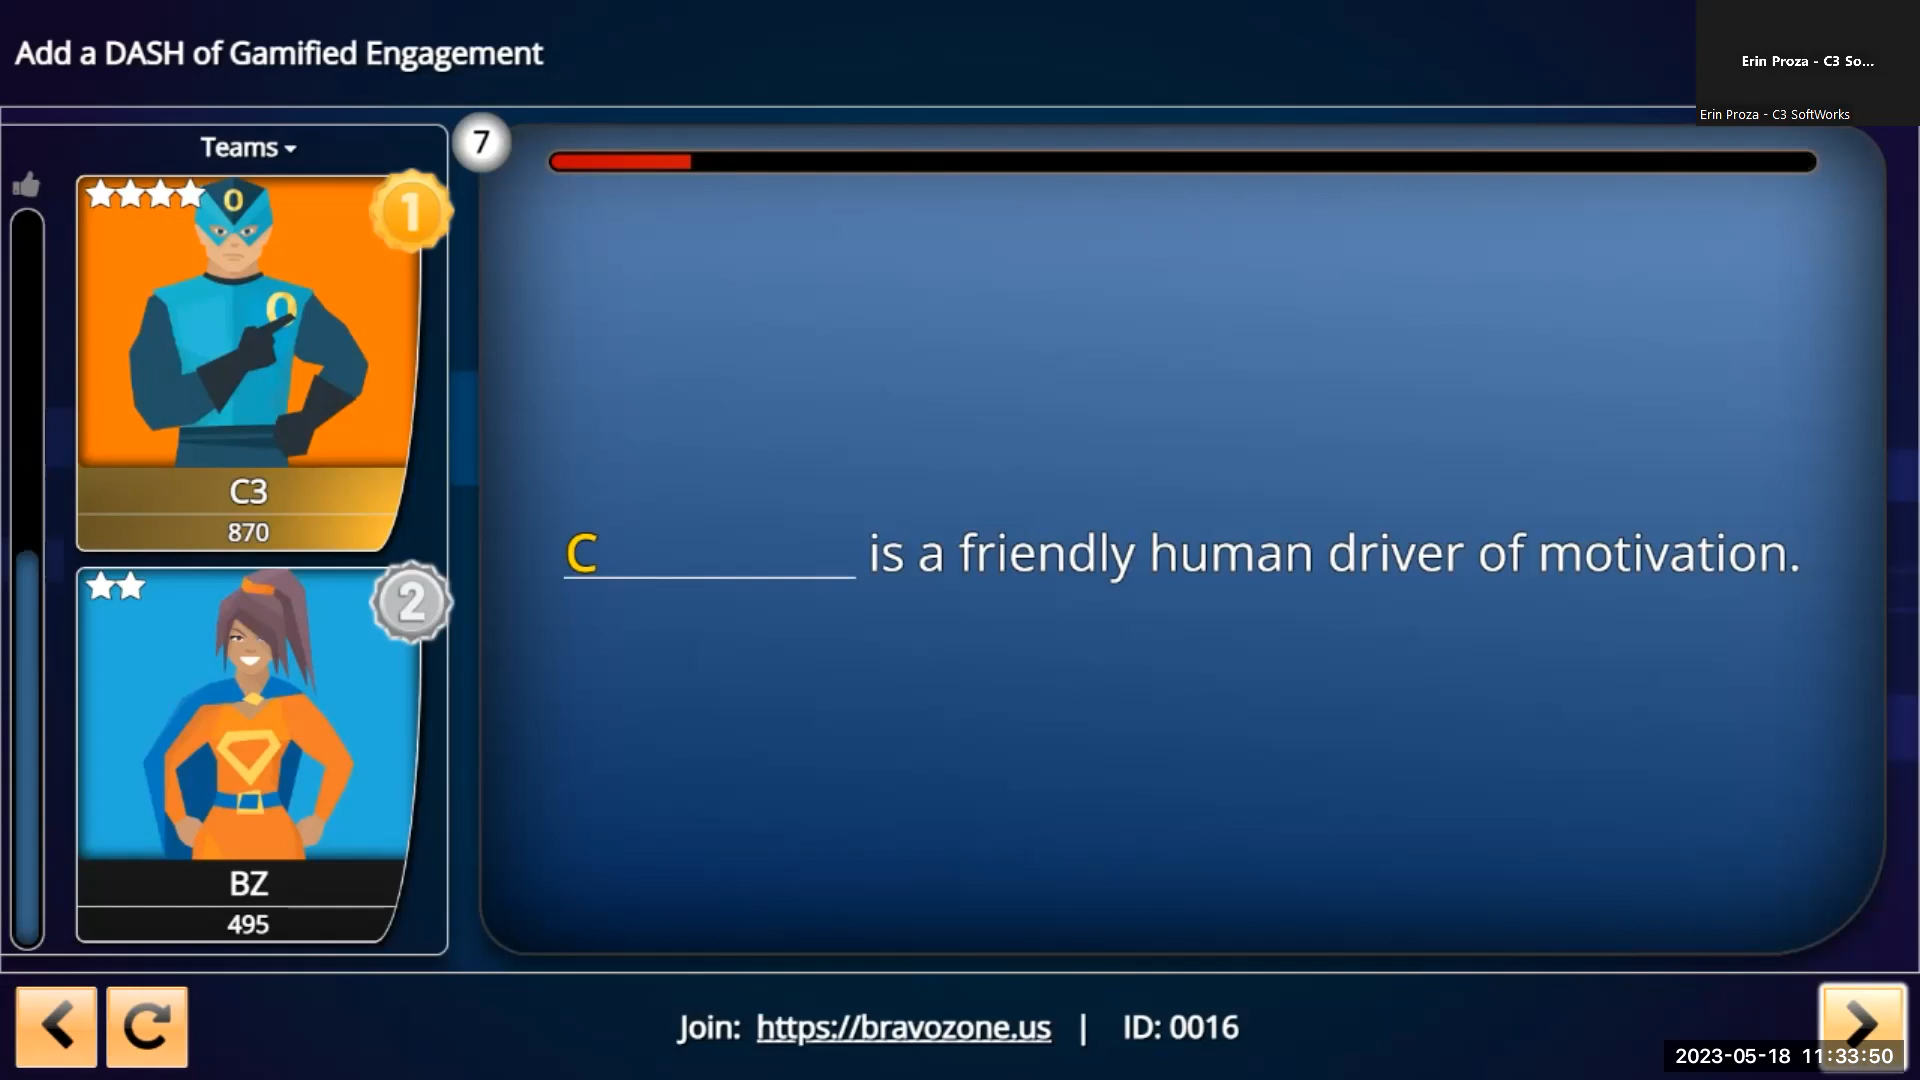 Add a DASH of Gamified Engagement
Erin Proza - C3 So...
Erin Proza - C3 SoftWorks
Teams
7
1
O
O
C3
870
2
BZ
495
C__________ is a friendly human driver of motivation.
Join: https://bravozone.us | ID: 0016
2023-05-18 11:33:50